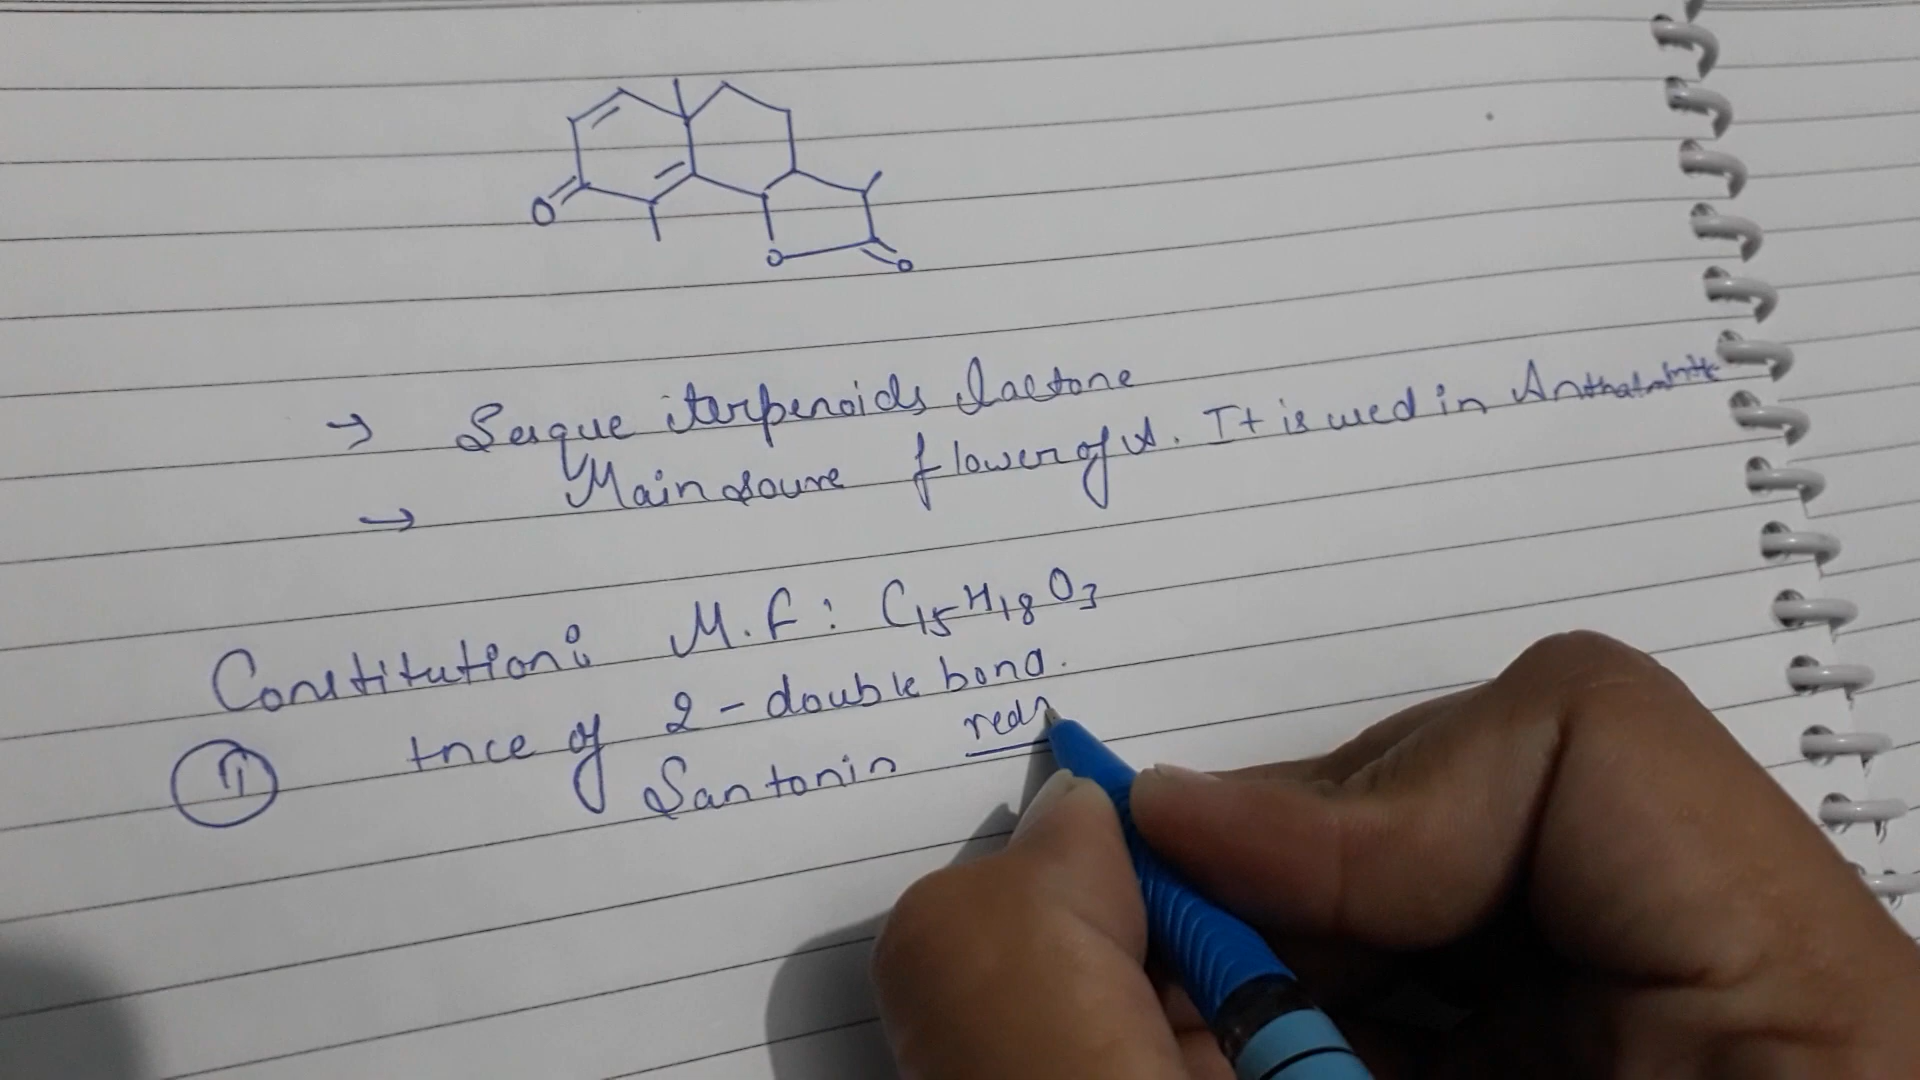 O
O
O
→ Sesque iterpenoids lactone
→ Main soure flower of A. It is used in
Constitution: M.F: C15H18O3
① tnce of 2-double bond.
Santonin redn